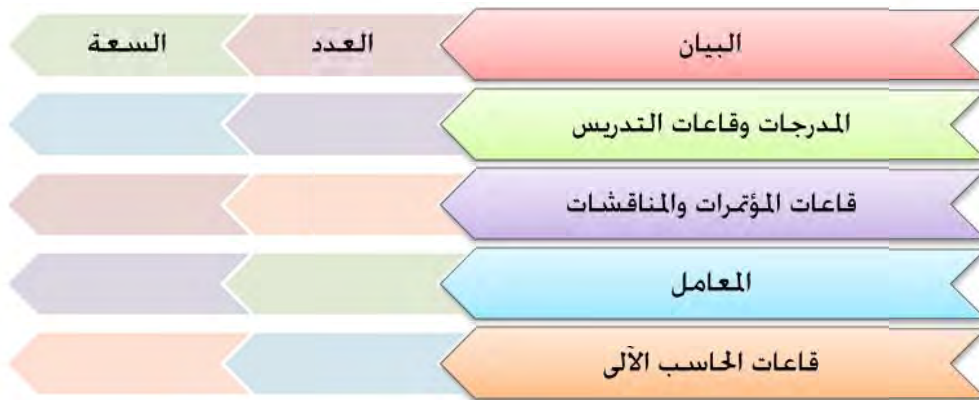 البيان العدد السعة
المدرجات وقاعات التدريس
قاعات المؤتمرات والمناقشات
المعامل
قاعات الحاسب الآلى